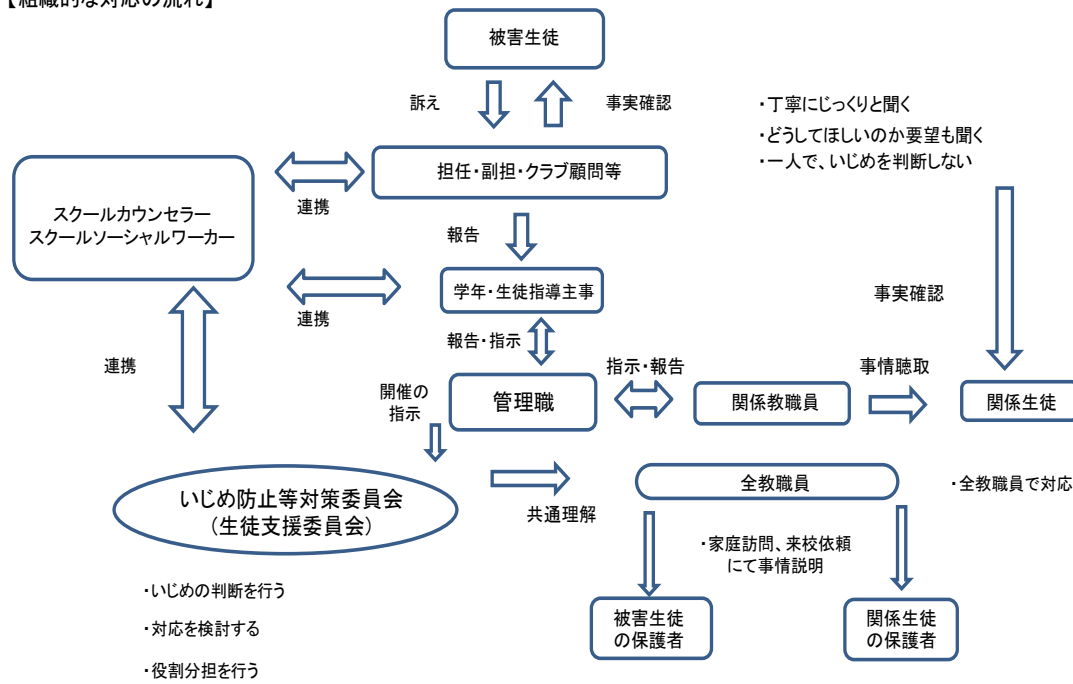 【組織的な対応の流れ】
被害生徒
訴え
事実確認
・丁寧にじっくりと聞く
・どうしてほしいのか要望も聞く
・一人で、いじめを判断しない
担任・副担・クラブ顧問等
連携
スクールカウンセラー
スクールソーシャルワーカー
報告
学年・生徒指導主事
連携
事実確認
連携
報告・指示
指示・報告
事情聴取
開催の
指示
管理職
関係教職員
関係生徒
いじめ防止等対策委員会
(生徒支援委員会)
共通理解
全教職員
・全教職員で対応
・家庭訪問、来校依頼
にて事情説明
・いじめの判断を行う
・対応を検討する
・役割分担を行う
被害生徒
の保護者
関係生徒
の保護者